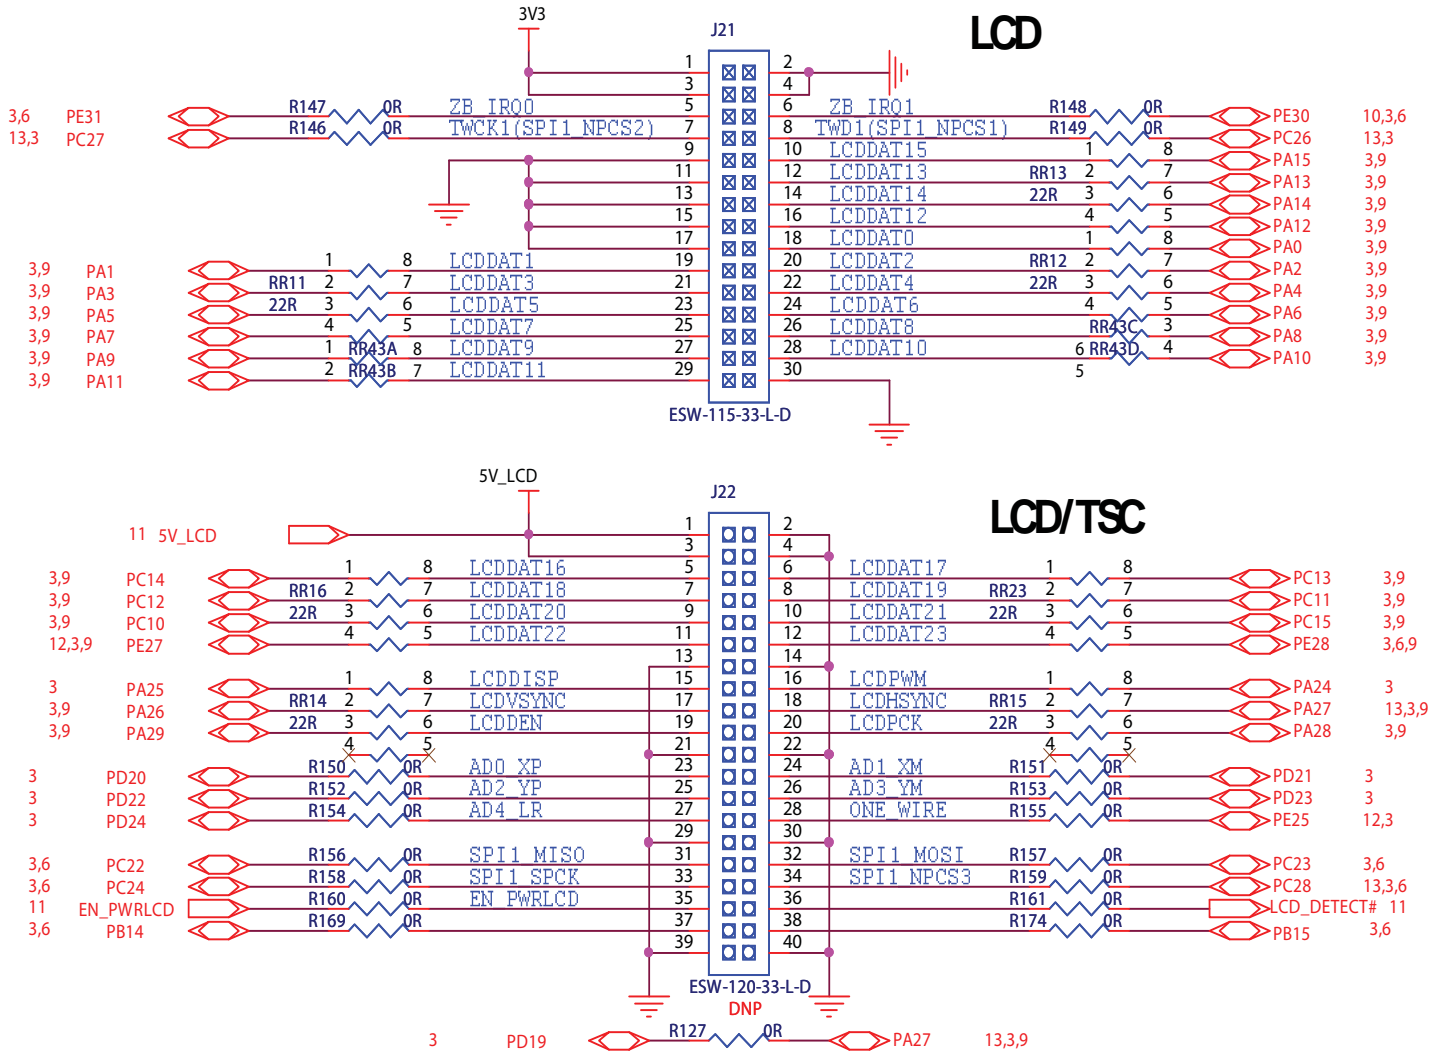 3V3
J21
LCD
1 2
3 4
3,6 PE31 R147 0R ZB_IRQ0 5 6 ZB_IRQ1 R148 0R PE30 10,3,6
13,3 PC27 R146 0R TWCK1(SPI1_NPCS2) 7 8 TWD1(SPI1_NPCS1) R149 0R PC26 13,3
9 10 LCDDAT15 1 8 PA15 3,9
11 12 LCDDAT13 RR13 2 7 PA13 3,9
13 14 LCDDAT14 22R 3 6 PA14 3,9
15 16 LCDDAT12 4 5 PA12 3,9
17 18 LCDDAT0 1 8 PA0 3,9
3,9 PA1 1 8 LCDDAT1 19 20 LCDDAT2 RR12 2 7 PA2 3,9
3,9 PA3 RR11 2 7 LCDDAT3 21 22 LCDDAT4 22R 3 6 PA4 3,9
3,9 PA5 22R 3 6 LCDDAT5 23 24 LCDDAT6 4 5 PA6 3,9
3,9 PA7 4 5 LCDDAT7 25 26 LCDDAT8 RR43C 3 PA8 3,9
3,9 PA9 1 RR43A 8 LCDDAT9 27 28 LCDDAT10 6 RR43D 4 PA10 3,9
3,9 PA11 2 RR43B 7 LCDDAT11 29 30 5
ESW-115-33-L-D
5V_LCD
J22
LCD/TSC
11 5V_LCD 1 2
3 4
3,9 PC14 1 8 LCDDAT16 5 6 LCDDAT17 1 8 PC13 3,9
3,9 PC12 RR16 2 7 LCDDAT18 7 8 LCDDAT19 RR23 2 7 PC11 3,9
3,9 PC10 22R 3 6 LCDDAT20 9 10 LCDDAT21 22R 3 6 PC15 3,9
12,3,9 PE27 4 5 LCDDAT22 11 12 LCDDAT23 4 5 PE28 3,6,9
13 14
3 PA25 1 8 LCDDISP 15 16 LCDPWM 1 8 PA24 3
3,9 PA26 RR14 2 7 LCDVSYNC 17 18 LCDHSYNC RR15 2 7 PA27 13,3,9
3,9 PA29 22R 3 6 LCDDEN 19 20 LCDPCK 22R 3 6 PA28 3,9
4 5 21 22 4 5
3 PD20 R150 0R AD0_XP 23 24 AD1_XM R151 0R PD21 3
3 PD22 R152 0R AD2_YP 25 26 AD3_YM R153 0R PD23 3
3 PD24 R154 0R AD4_LR 27 28 ONE_WIRE R155 0R PE25 12,3
29 30
3,6 PC22 R156 0R SPI1_MISO 31 32 SPI1_MOSI R157 0R PC23 3,6
3,6 PC24 R158 0R SPI1_SPCK 33 34 SPI1_NPCS3 R159 0R PC28 13,3,6
11 EN_PWRLCD R160 0R EN_PWRLCD 35 36 R161 0R LCD_DETECT# 11
3,6 PB14 R169 0R 37 38 R174 0R PB15 3,6
39 40
ESW-120-33-L-D
DNP
3 PD19 R127 0R PA27 13,3,9